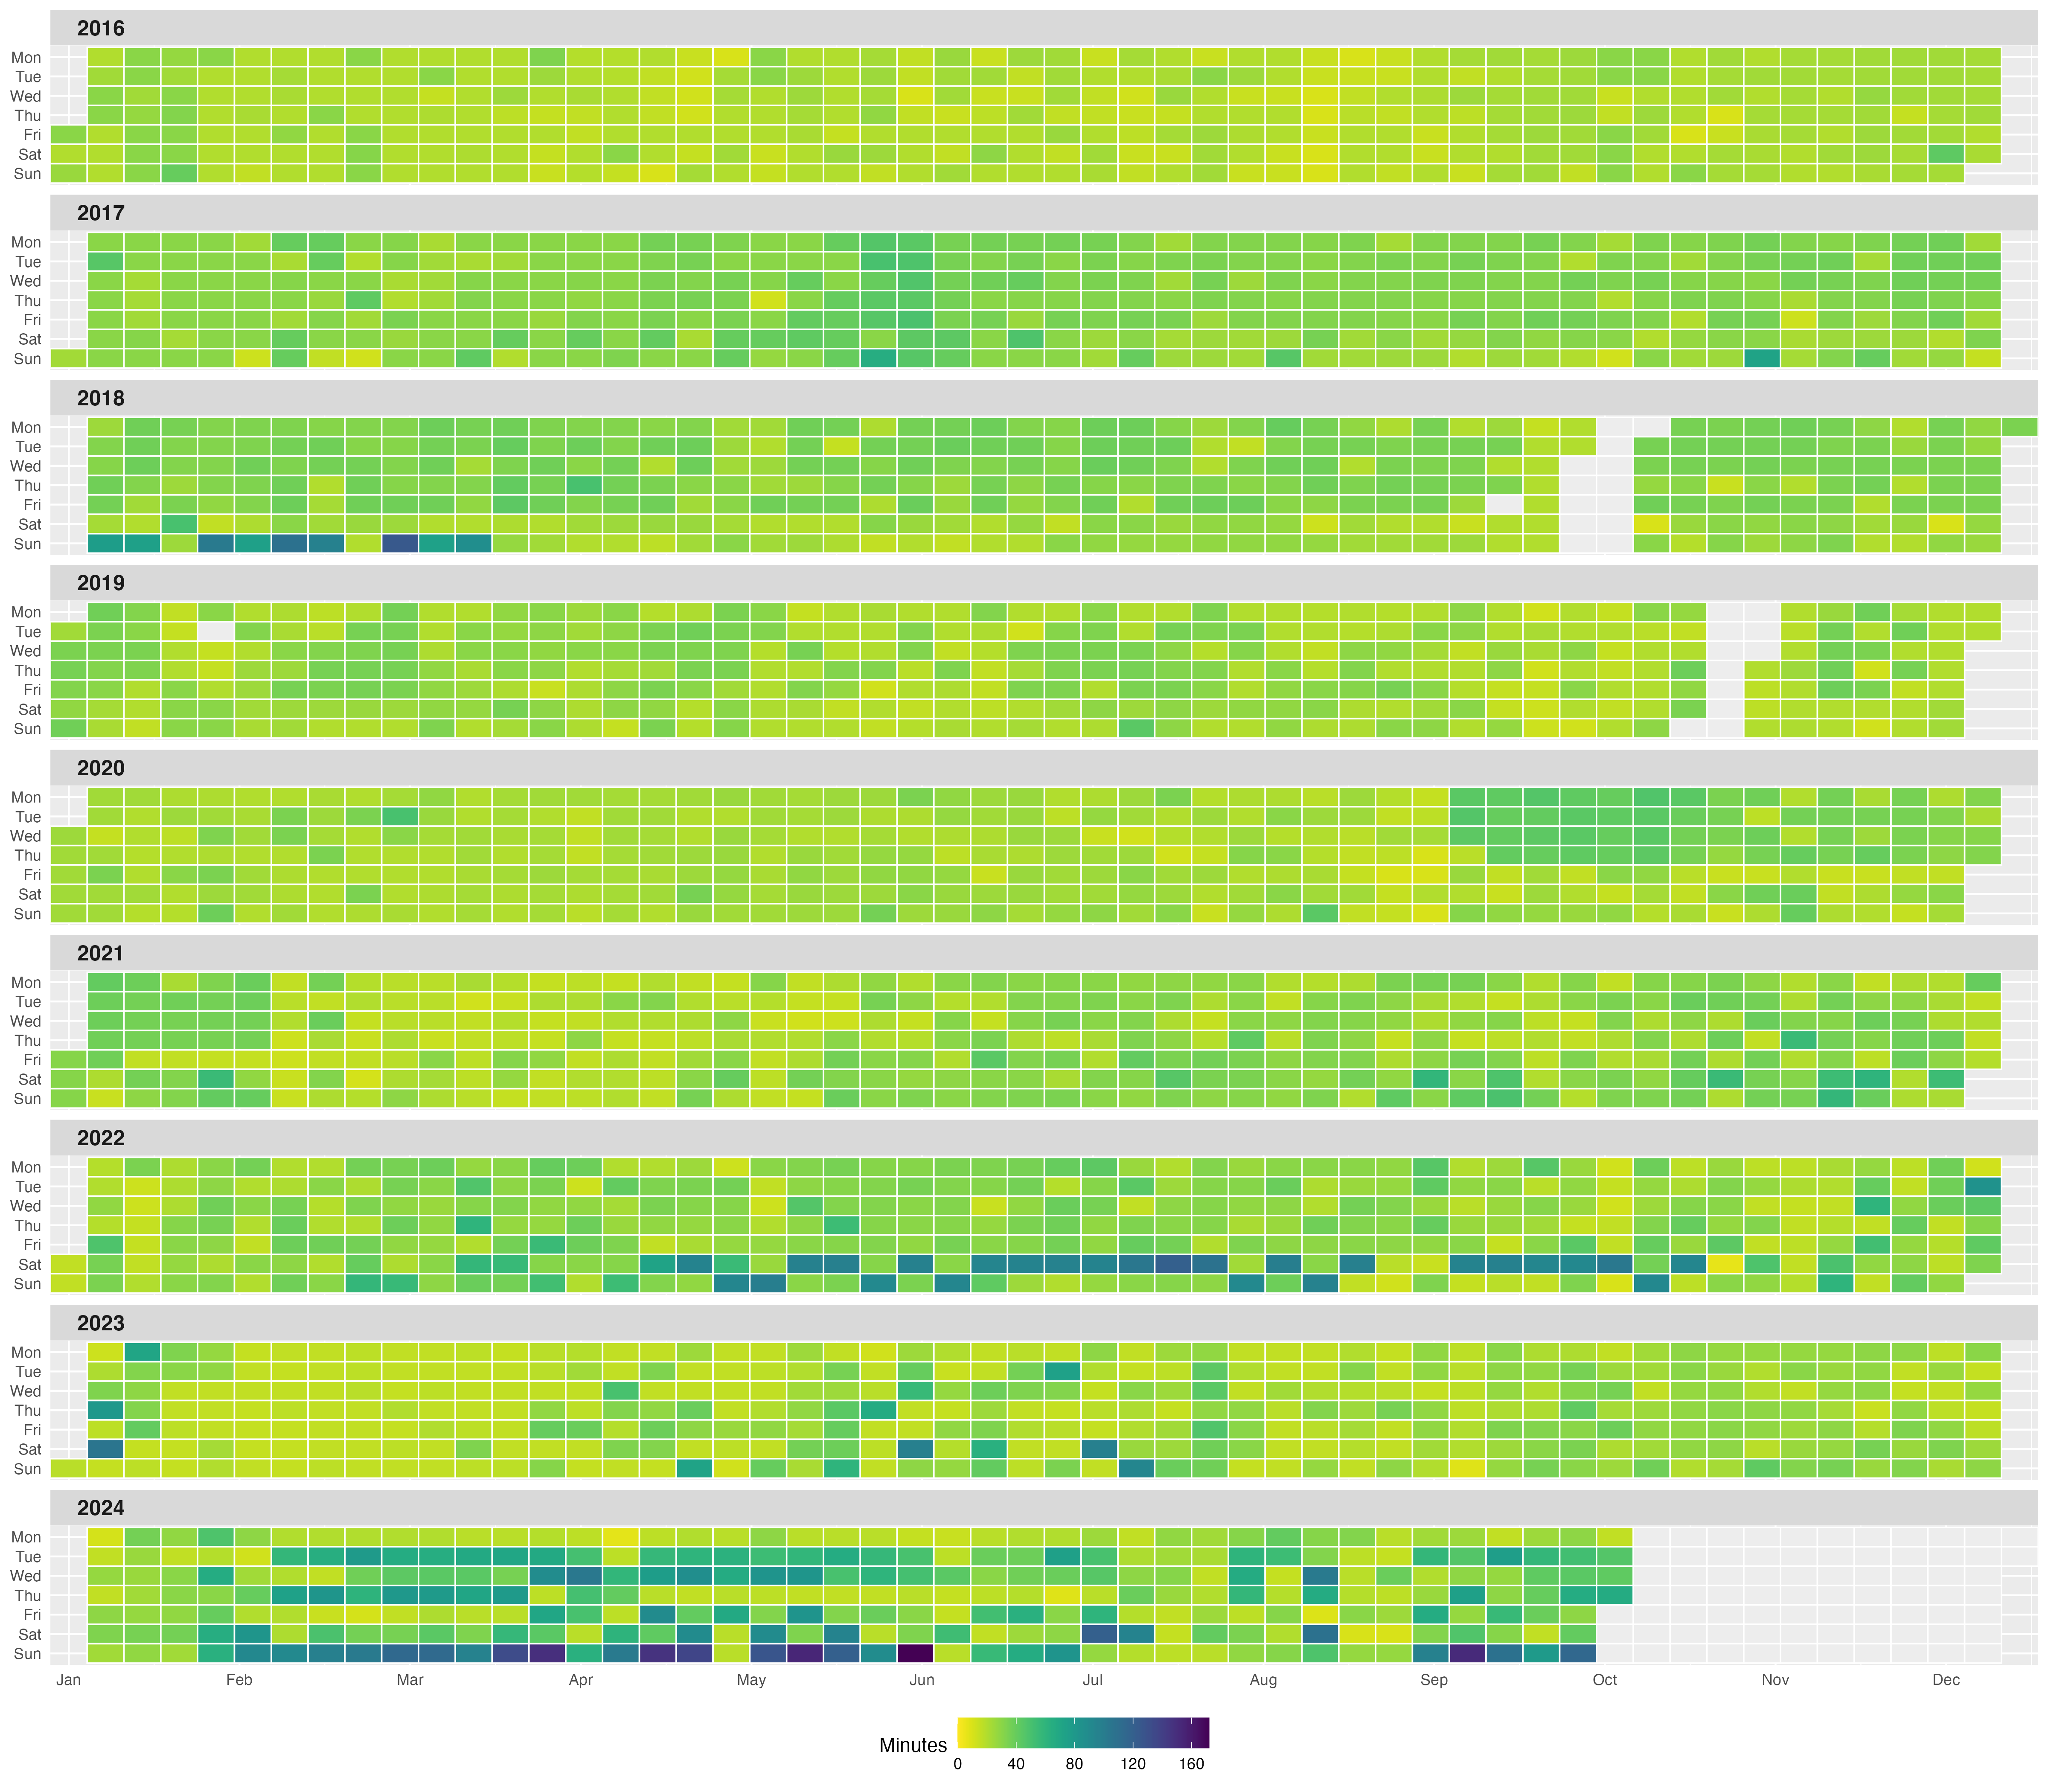 2016
Mon
Tue
Wed
Thu
Fri
Sat
Sun
2017
Mon
Tue
Wed
Thu
Fri
Sat
Sun
2018
Mon
Tue
Wed
Thu
Fri
Sat
Sun
2019
Mon
Tue
Wed
Thu
Fri
Sat
Sun
2020
Mon
Tue
Wed
Thu
Fri
Sat
Sun
2021
Mon
Tue
Wed
Thu
Fri
Sat
Sun
2022
Mon
Tue
Wed
Thu
Fri
Sat
Sun
2023
Mon
Tue
Wed
Thu
Fri
Sat
Sun
2024
Mon
Tue
Wed
Thu
Fri
Sat
Sun
Jan Feb Mar Apr May Jun Jul Aug Sep Oct Nov Dec
Minutes
0 40 80 120 160